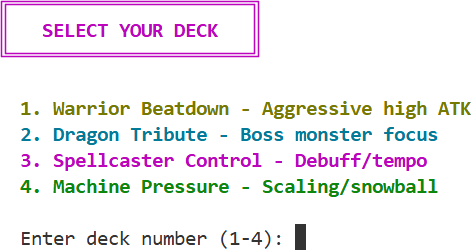 SELECT YOUR DECK
1. Warrior Beatdown - Aggressive high ATK
2. Dragon Tribute - Boss monster focus
3. Spellcaster Control - Debuff/tempo
4. Machine Pressure - Scaling/snowball
Enter deck number (1-4):